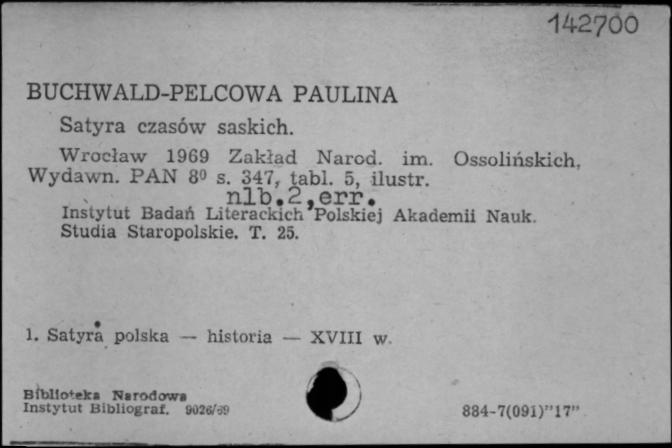 142700
BUCHWALD-PELCOWA PAULINA
Satyra czasów saskich.
Wrocław 1969 Zakład Narod. im. Ossolińskich,
Wydawn. PAN 8⁰ s. 347, tabl. 5, ilustr.
nlb.2,err.
Instytut Badań Literackich Polskiej Akademii Nauk.
Studia Staropolskie. T. 25.
1. Satyra polska — historia — XVIII w.
Biblioteka Narodowa
Instytut Bibliograf. 9026/69
884-7(091)"17"